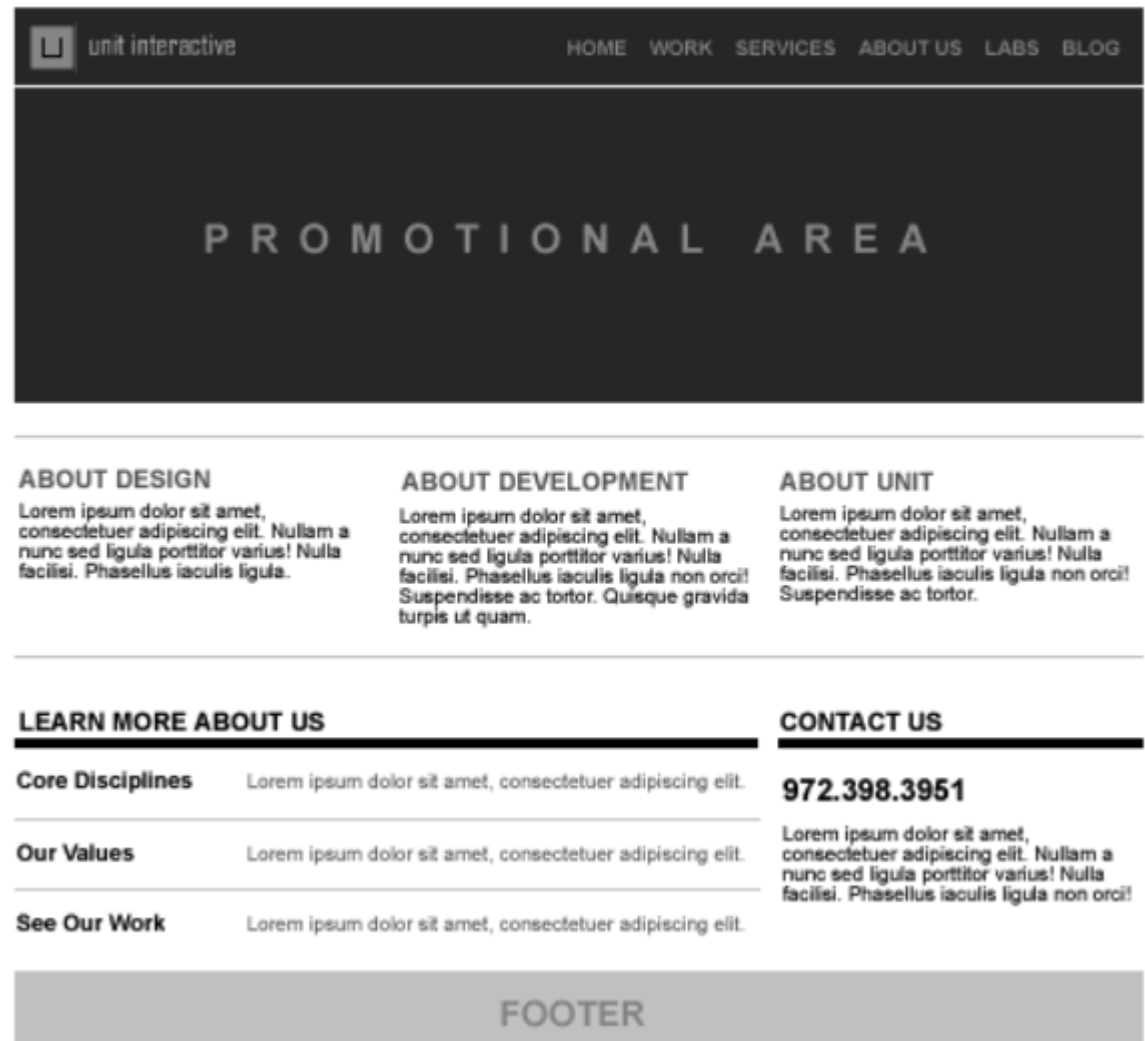 unit interactive
HOME WORK SERVICES ABOUT US LABS BLOG
PROMOTIONAL AREA
ABOUT DESIGN
Lorem ipsum dolor sit amet,
consectetuer adipiscing elit. Nullam a
nunc sed ligula porttitor varius! Nulla
facilisi. Phasellus iaculis ligula.
ABOUT DEVELOPMENT
Lorem ipsum dolor sit amet,
consectetuer adipiscing elit. Nullam a
nunc sed ligula porttitor varius! Nulla
facilisi. Phasellus iaculis ligula non orci!
Suspendisse ac tortor. Quisque gravida
turpis ut quam.
ABOUT UNIT
Lorem ipsum dolor sit amet,
consectetuer adipiscing elit. Nullam a
nunc sed ligula porttitor varius! Nulla
facilisi. Phasellus iaculis ligula non orci!
Suspendisse ac tortor.
LEARN MORE ABOUT US
Core Disciplines Lorem ipsum dolor sit amet, consectetuer adipiscing elit.
Our Values Lorem ipsum dolor sit amet, consectetuer adipiscing elit.
See Our Work Lorem ipsum dolor sit amet, consectetuer adipiscing elit.
CONTACT US
972.398.3951
Lorem ipsum dolor sit amet,
consectetuer adipiscing elit. Nullam a
nunc sed ligula porttitor varius! Nulla
facilisi. Phasellus iaculis ligula non orci!
FOOTER